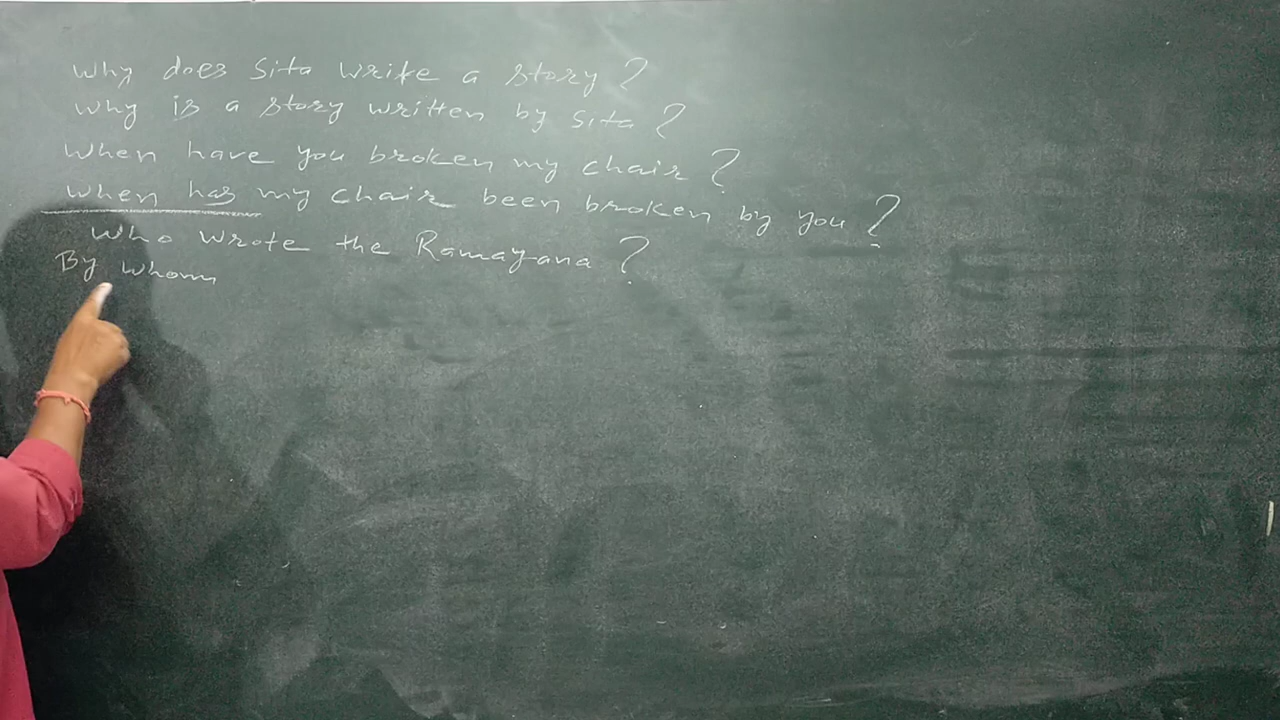 Why does Sita write a story?
Why is a story written by Sita?
When have you broken my chair?
When has my chair been broken by you?
Who wrote the Ramayana?
By whom